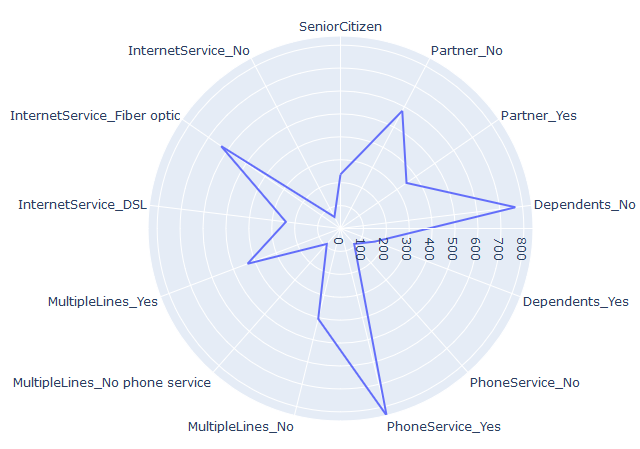 SeniorCitizen
InternetService_No
Partner_No
InternetService_Fiber optic
Partner_Yes
InternetService_DSL
Dependents_No
0
100
200
300
400
500
600
700
800
MultipleLines_Yes
Dependents_Yes
MultipleLines_No phone service
PhoneService_No
MultipleLines_No
PhoneService_Yes